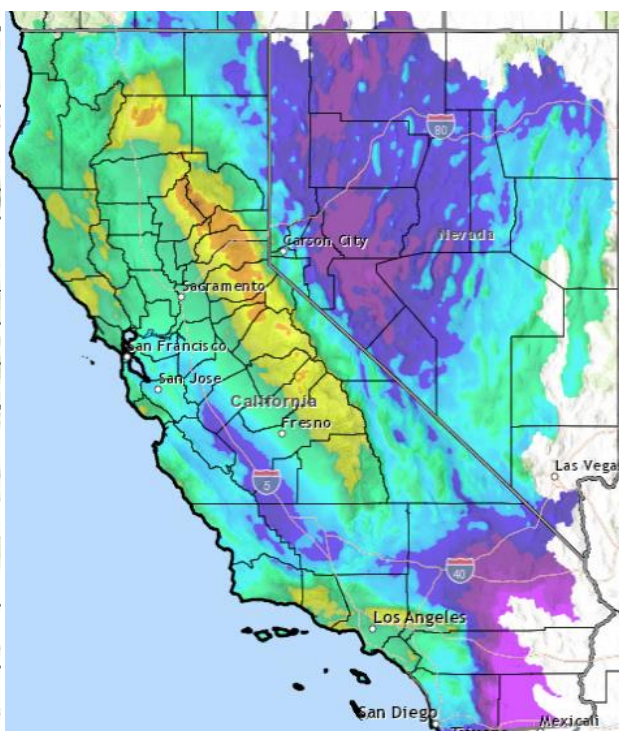 80
Carson City
Nevada
Sacramento
San Francisco
San Jose
California
Fresno
5
Las Vega
40
Los Angeles
San Diego
Mexicali